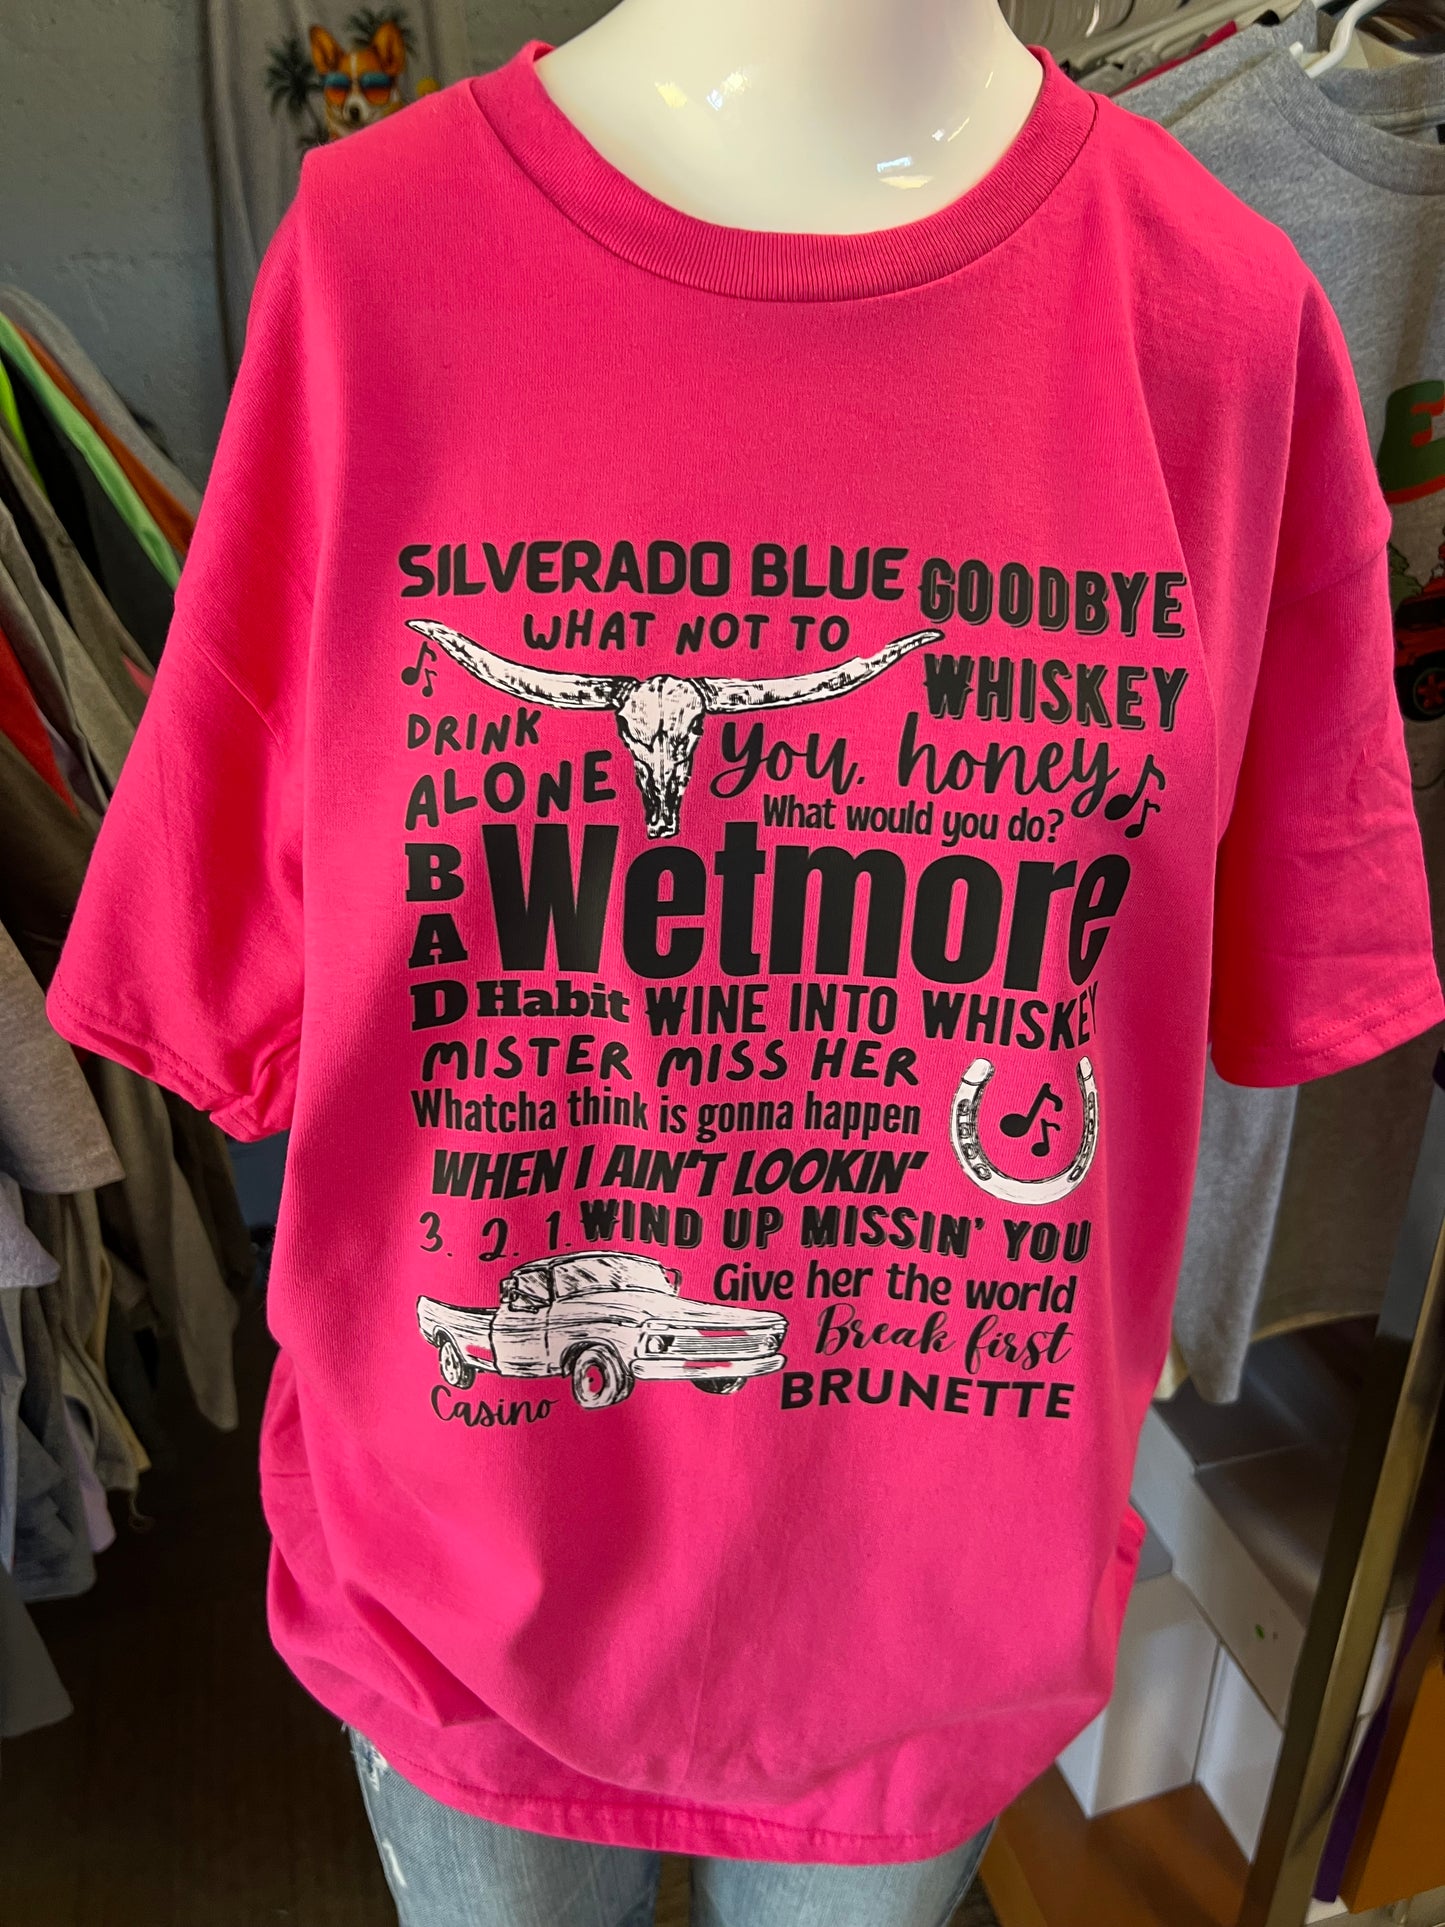 SILVERADO BLUE
WHAT NOT TO
DRINK
ALONE
GOODBYE
WHISKEY
You, honey
What would you do?
Wetmore
BAD Habit
WINE INTO WHISKEY
MISTER MISS HER
Whatcha think is gonna happen
WHEN I AIN'T LOOKIN'
3. 2. 1. WIND UP MISSIN' YOU
Give her the world
Break first
BRUNETTE
Casino